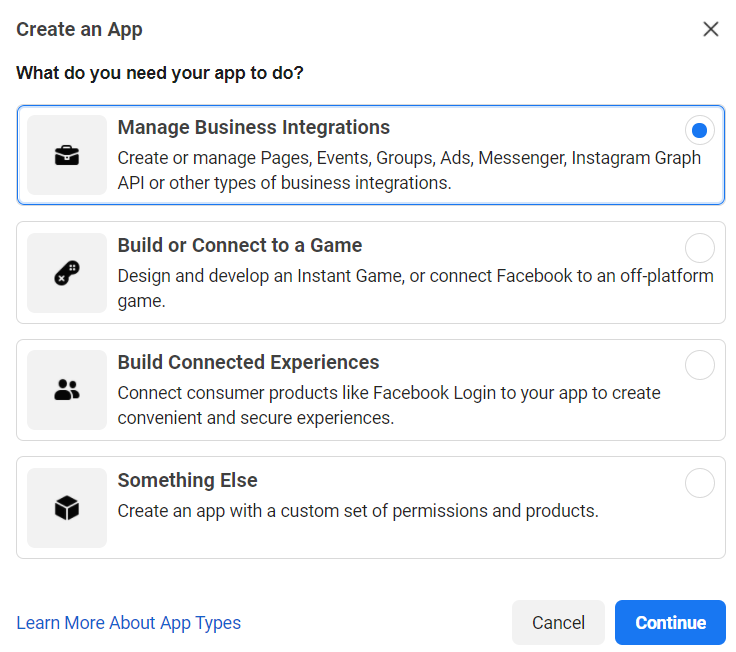 Create an App
What do you need your app to do?
Manage Business Integrations
Create or manage Pages, Events, Groups, Ads, Messenger, Instagram Graph
API or other types of business integrations.
Build or Connect to a Game
Design and develop an Instant Game, or connect Facebook to an off-platform
game.
Build Connected Experiences
Connect consumer products like Facebook Login to your app to create
convenient and secure experiences.
Something Else
Create an app with a custom set of permissions and products.
Learn More About App Types
Cancel
Continue